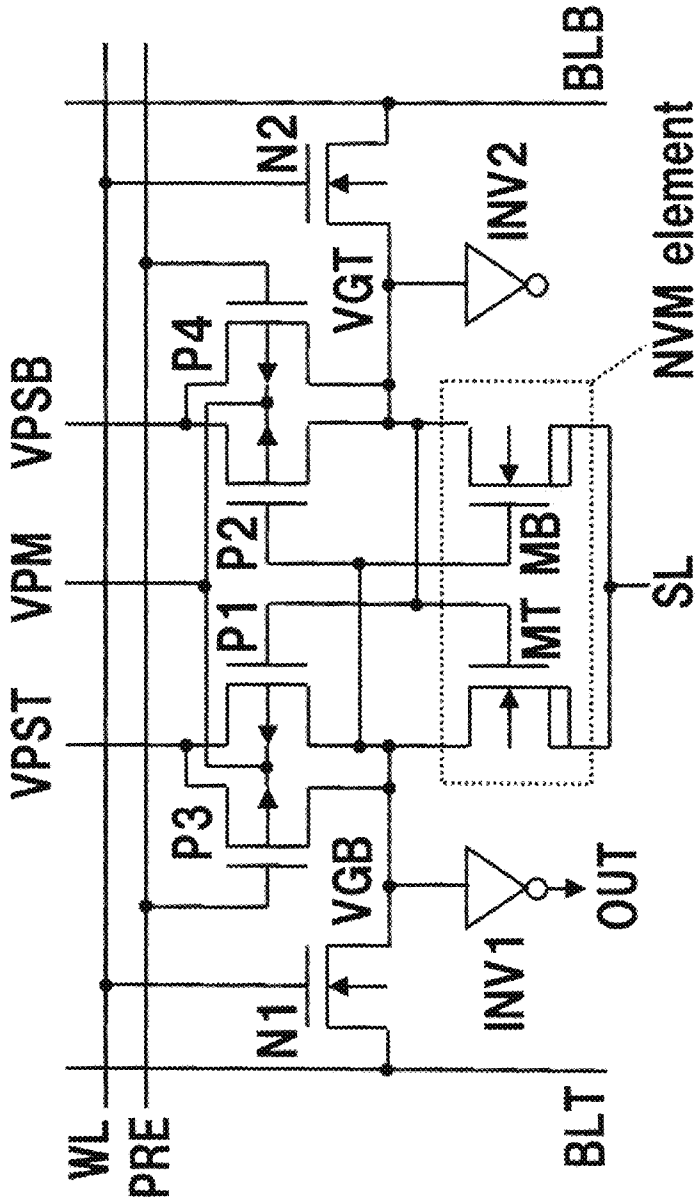 VPST VPM VPSB
WL
PRE
P3 P1 P2 P4
N1 N2
VGB VGT
MT MB
INV1 INV2
OUT
BLT BLB
SL
NVM element